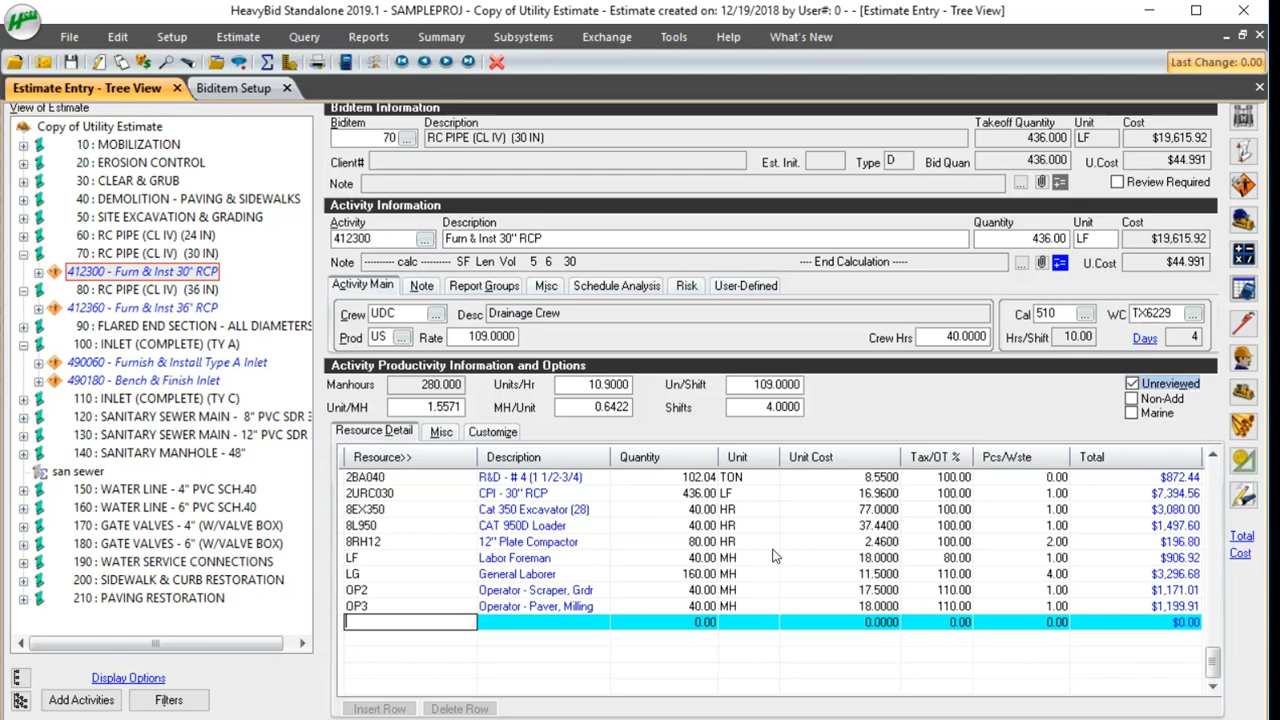 HeavyBid Standalone 2019.1 - SAMPLEPROJ - Copy of Utility Estimate - Estimate created on: 12/19/2018 by User#: 0 - - [Estimate Entry - Tree View]
File Edit Setup Estimate Query Reports Summary Subsystems Exchange Tools Help What's New
Last Change: 0.00
Estimate Entry - Tree View Biditem Setup
View of Estimate
Copy of Utility Estimate
10 : MOBILIZATION
20 : EROSION CONTROL
30 : CLEAR & GRUB
40 : DEMOLITION - PAVING & SIDEWALKS
50 : SITE EXCAVATION & GRADING
60 : RC PIPE (CL IV) (24 IN)
70 : RC PIPE (CL IV) (30 IN)
412300 - Furn & Inst 30" RCP
80 : RC PIPE (CL IV) (36 IN)
412360 - Furn & Inst 36" RCP
90 : FLARED END SECTION - ALL DIAMETERS
100 : INLET (COMPLETE) (TY A)
490060 - Furnish & Install Type A Inlet
490180 - Bench & Finish Inlet
110 : INLET (COMPLETE) (TY C)
120 : SANITARY SEWER MAIN - 8" PVC SDR 3
130 : SANITARY SEWER MAIN - 12" PVC SDR
140 : SANITARY MANHOLE - 48"
san sewer
150 : WATER LINE - 4" PVC SCH.40
160 : WATER LINE - 6" PVC SCH.40
170 : GATE VALVES - 4" (W/VALVE BOX)
180 : GATE VALVES - 6" (W/VALVE BOX)
190 : WATER SERVICE CONNECTIONS
200 : SIDEWALK & CURB RESTORATION
210 : PAVING RESTORATION
Display Options
Add Activities Filters
Biditem Information
Biditem Description Takeoff Quantity Unit Cost
70 ... RC PIPE (CL IV) (30 IN) 436.000 LF $19,615.92
Client# Est. Init. Type D Bid Quan 436.000 U.Cost $44.991
Note ... Review Required
Activity Information
Activity Description Quantity Unit Cost
412300 ... Furn & Inst 30" RCP 436.00 LF $19,615.92
Note --------- calc --------- SF Len Vol 5 6 30 --- End Calculation --- ... U.Cost $44.991
Activity Main Note Report Groups Misc Schedule Analysis Risk User-Defined
Crew UDC ... Desc Drainage Crew Cal 510 ... WC TX6229 ...
Prod US ... Rate 109.0000 Crew Hrs 40.0000 Hrs/Shift 10.00 Days 4
Activity Productivity Information and Options
Manhours 280.000 Units/Hr 10.9000 Un/Shift 109.0000 Unreviewed
Non-Add
Unit/MH 1.5571 MH/Unit 0.6422 Shifts 4.0000 Marine
Resource Detail Misc Customize
Resource>> Description Quantity Unit Unit Cost Tax/OT % Pcs/Wste Total
2BA040 R&D - # 4 (1 1/2-3/4) 102.04 TON 8.5500 100.00 0.00 $872.44
2URC030 CPI - 30'' RCP 436.00 LF 16.9600 100.00 1.00 $7,394.56
8EX350 Cat 350 Excavator (28) 40.00 HR 77.0000 100.00 1.00 $3,080.00
8L950 CAT 950D Loader 40.00 HR 37.4400 100.00 1.00 $1,497.60
8RH12 12'' Plate Compactor 80.00 HR 2.4600 100.00 2.00 $196.80
LF Labor Foreman 40.00 MH 18.0000 80.00 1.00 $906.92
LG General Laborer 160.00 MH 11.5000 110.00 4.00 $3,296.68
OP2 Operator - Scraper, Grdr 40.00 MH 17.5000 110.00 1.00 $1,171.01
OP3 Operator - Paver, Milling 40.00 MH 18.0000 110.00 1.00 $1,199.91
0.00 0.0000 0.00 0.00 $0.00
Insert Row Delete Row
Total
Cost